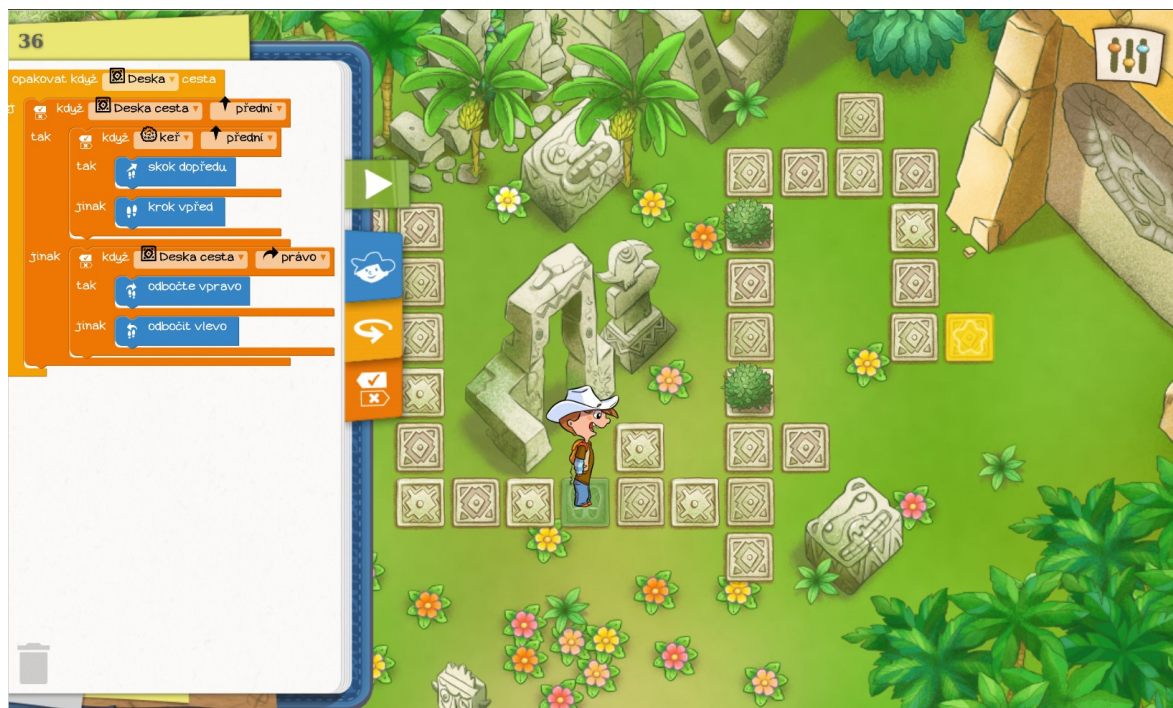 36
opakovat když Deska cesta
když Deska cesta přední
tak když keř přední
tak skok dopředu
jinak krok vpřed
jinak když Deska cesta právo
tak odbočte vpravo
jinak odbočit vlevo